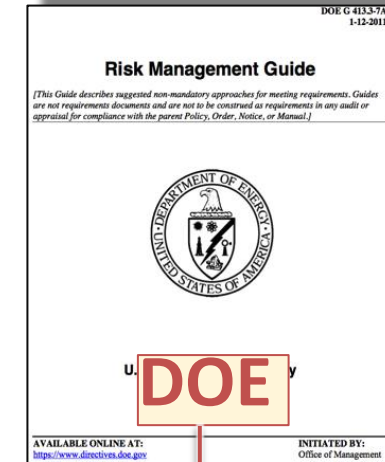 DOE G 413.3-7A
1-12-2011
Risk Management Guide
[This Guide describes suggested non-mandatory approaches for meeting requirements. Guides
are not requirements documents and are not to be construed as requirements in any audit or
appraisal for compliance with the parent Policy, Order, Notice, or Manual.]
DEPARTMENT OF ENERGY
UNITED STATES OF AMERICA
U. y
DOE
AVAILABLE ONLINE AT: INITIATED BY:
https://www.directives.doe.gov Office of Management